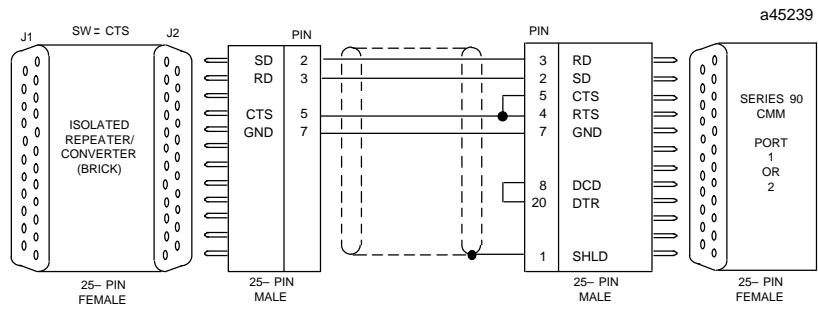 a45239
J1
SW = CTS
J2
PIN
PIN
SD 2
3 RD
RD 3
2 SD
5 CTS
CTS 5
4 RTS
GND 7
7 GND
8 DCD
20 DTR
1 SHLD
ISOLATED
REPEATER/
CONVERTER
(BRICK)
SERIES 90
CMM
PORT
1
OR
2
25– PIN
FEMALE
25– PIN
MALE
25– PIN
MALE
25– PIN
FEMALE